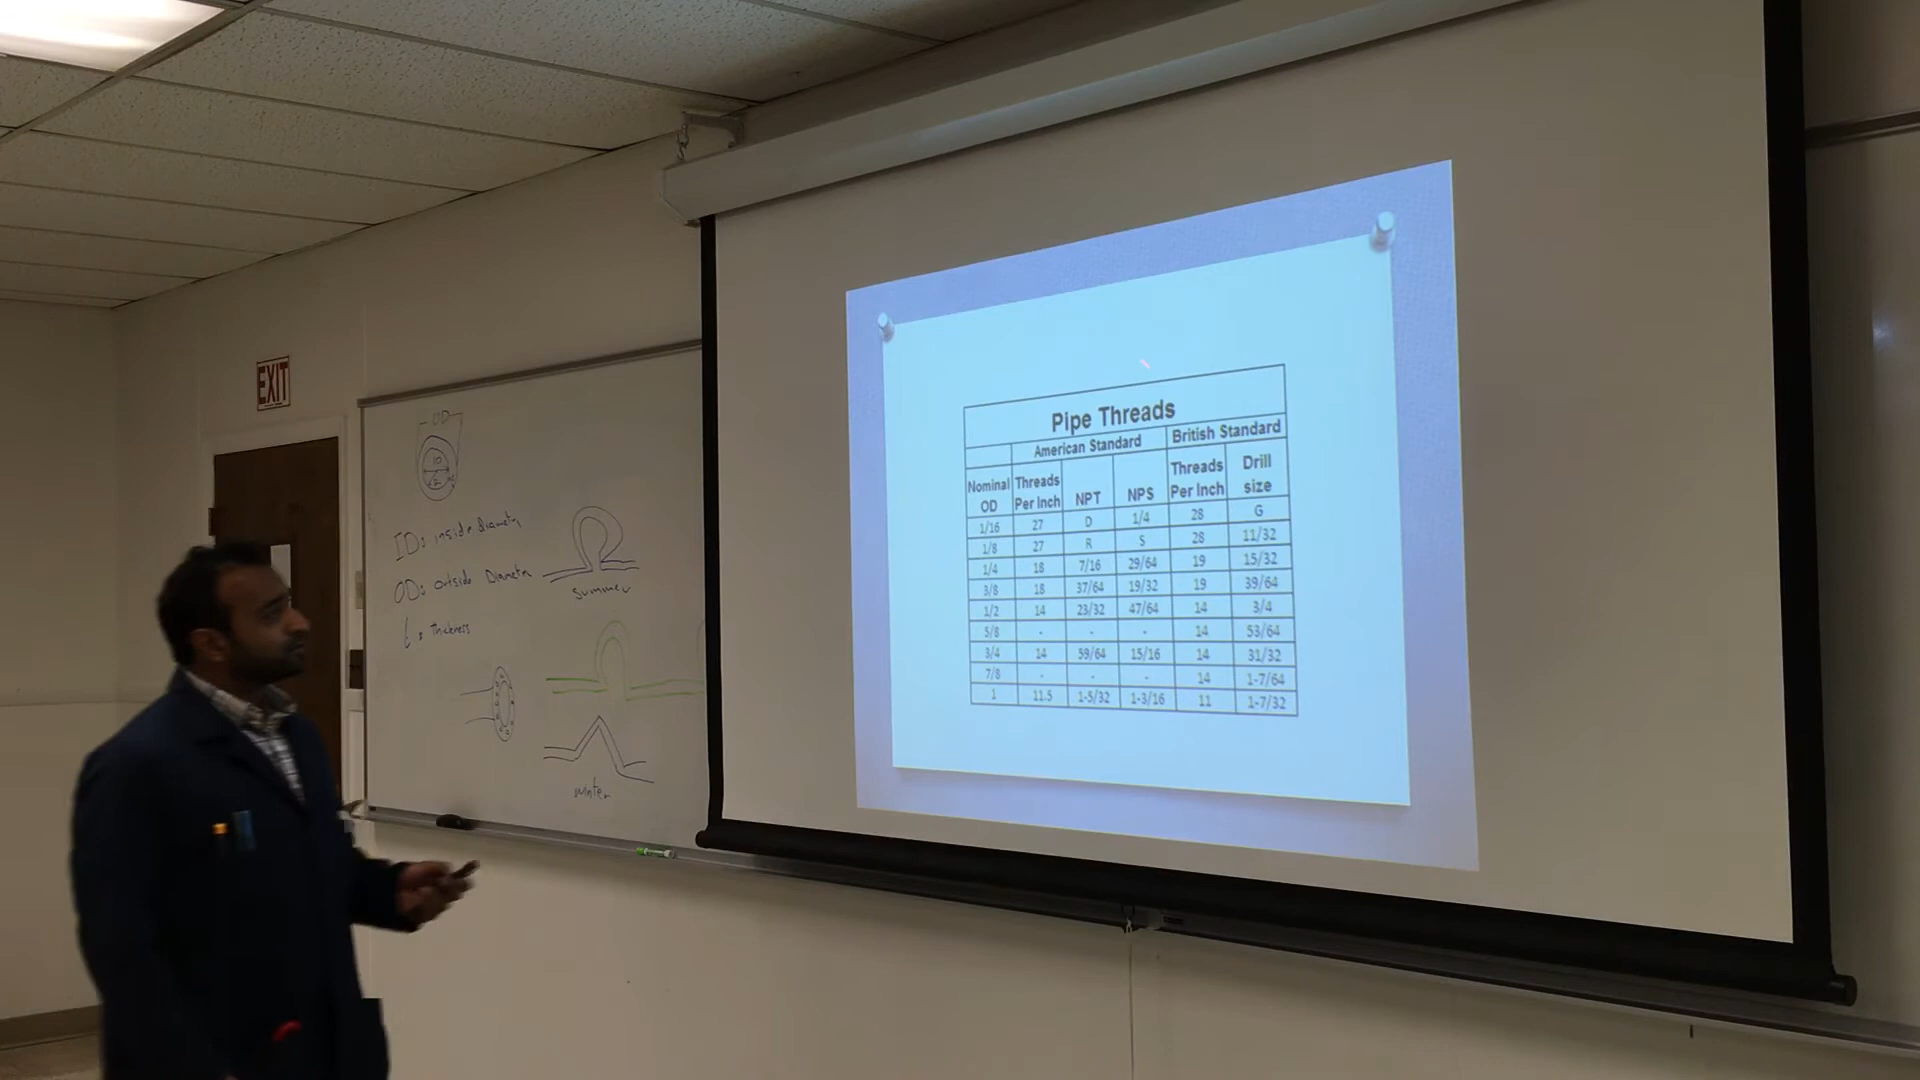 EXIT
OD
ID
ID: inside Diameter
OD: outside Diameter
t: thickness
summer
winter
Pipe Threads
American Standard British Standard
Nominal OD Threads Per Inch NPT NPS Threads Per Inch Drill size
1/16 27 D 1/4 28 G
1/8 27 R S 28 11/32
1/4 18 7/16 29/64 19 15/32
3/8 18 37/64 19/32 19 39/64
1/2 14 23/32 47/64 14 3/4
5/8 - - - 14 53/64
3/4 14 59/64 15/16 14 31/32
7/8 - - - 14 1-7/64
1 11.5 1-5/32 1-3/16 11 1-7/32